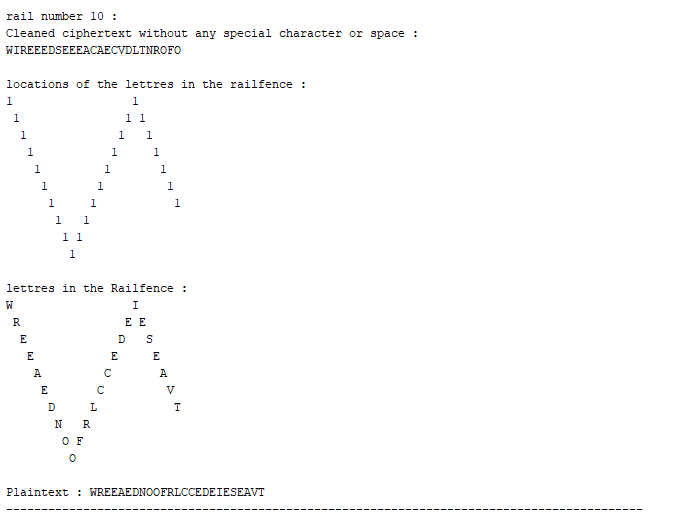 rail number 10 :
Cleaned ciphertext without any special character or space :
WIREEEDSEEEACAECVDLTNROFO

locations of the lettres in the railfence :
1                 1
 1               1 1
  1             1   1
   1           1     1
    1         1       1
     1       1         1
      1     1           1
       1   1
        1 1
         1

lettres in the Railfence :
W                 I
 R               E E
  E             D   S
   E           E     E
    A         C       A
     E       C         V
      D     L           T
       N   R
        O F
         O

Plaintext : WREEAEDNOOFRLCCEDEIESEAVT
-------------------------------------------------------------------------------------------